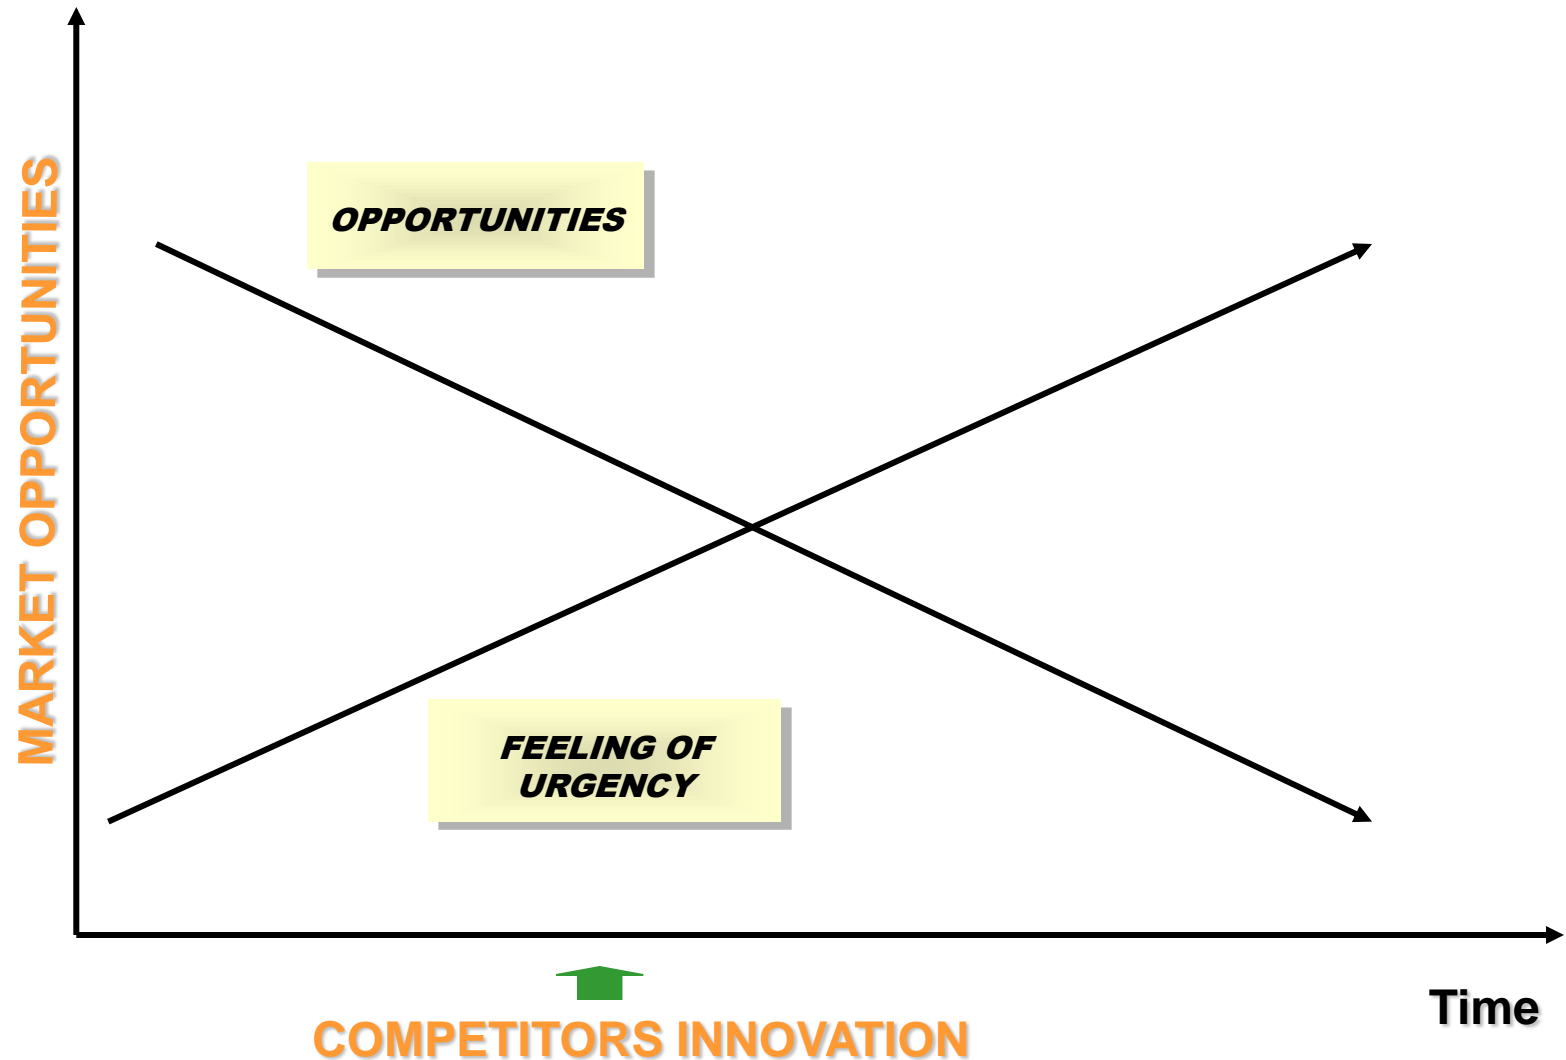 MARKET OPPORTUNITIES
OPPORTUNITIES
FEELING OF
URGENCY
Time
COMPETITORS INNOVATION